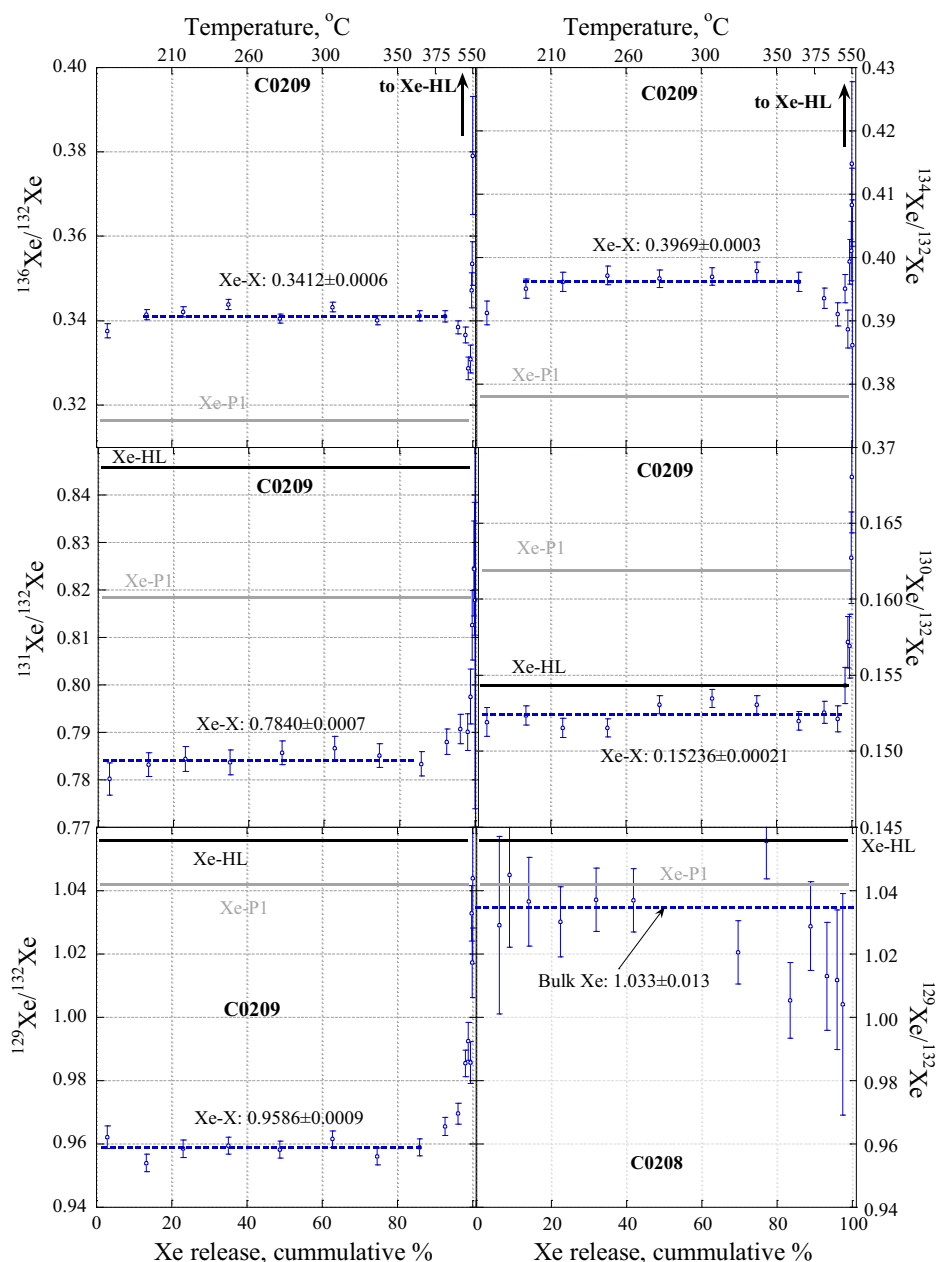 Temperature, °C Temperature, °C
210 260 300 350 375 550 210 260 300 350 375 550
0.40 C0209 to Xe-HL C0209 to Xe-HL 0.43
0.38 0.42
0.41
136Xe/132Xe 134Xe/132Xe
0.36 Xe-X: 0.3412±0.0006 Xe-X: 0.3969±0.0003 0.40
0.34 0.39
0.32 Xe-P1 Xe-P1 0.38
0.37
Xe-HL
0.84 C0209 C0209
0.83 0.165
0.82 Xe-P1 Xe-P1
131Xe/132Xe 130Xe/132Xe
0.81 0.160
0.80 Xe-HL 0.155
0.79 Xe-X: 0.7840±0.0007
0.78 Xe-X: 0.15236±0.00021 0.150
0.77 0.145
Xe-HL Xe-HL
1.04 Xe-P1 Xe-P1 1.04
1.02 Bulk Xe: 1.033±0.013 1.02
129Xe/132Xe 129Xe/132Xe
1.00 C0209 1.00
0.98 0.98
0.96 Xe-X: 0.9586±0.0009 C0208 0.96
0.94 0.94
0 20 40 60 80 0 20 40 60 80 100
Xe release, cummulative % Xe release, cummulative %